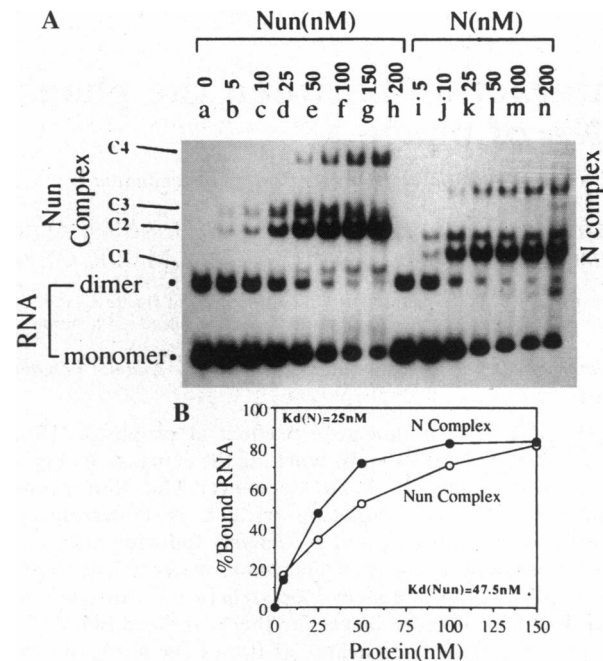 A
Nun(nM)
N(nM)
0 5 10 25 50 100 150 200 5 10 25 50 100 200
a b c d e f g h i j k l m n
C4
C3
C2
C1
Nun
Complex
N complex
RNA
dimer
monomer
B
Kd(N)=25nM
N Complex
Nun Complex
Kd(Nun)=47.5nM
%Bound RNA
100
80
60
40
20
0
0 25 50 75 100 125 150
Protein(nM)